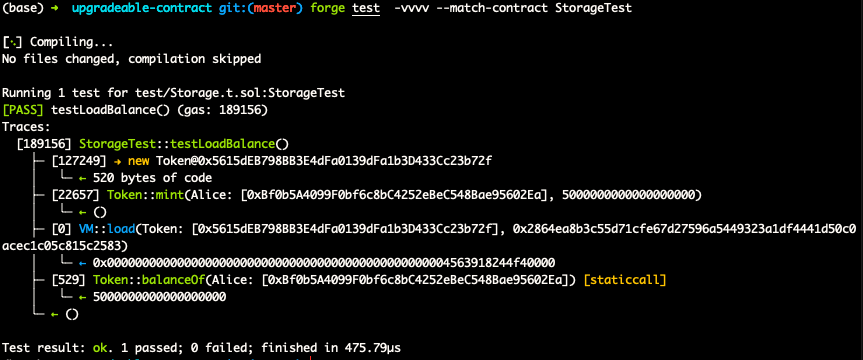 (base) ➜  upgradeable-contract git:(master) forge test  -vvvv --match-contract StorageTest
[⠒] Compiling...
No files changed, compilation skipped
Running 1 test for test/Storage.t.sol:StorageTest
[PASS] testLoadBalance() (gas: 189156)
Traces:
  [189156] StorageTest::testLoadBalance()
    ├─ [127249] → new Token@0x5615dEB798BB3E4dFa0139dFa1b3D433Cc23b72f
    │   └─ ← 520 bytes of code
    ├─ [22657] Token::mint(Alice: [0xBf0b5A4099F0bf6c8bC4252eBeC548Bae95602Ea], 5000000000000000000)
    │   └─ ← ()
    ├─ [0] VM::load(Token: [0x5615dEB798BB3E4dFa0139dFa1b3D433Cc23b72f], 0x2864ea8b3c55d71cfe67d27596a5449323a1df4441d50c0
acec1c05c815c2583)
    │   └─ ← 0x0000000000000000000000000000000000000000000000004563918244f40000
    ├─ [529] Token::balanceOf(Alice: [0xBf0b5A4099F0bf6c8bC4252eBeC548Bae95602Ea]) [staticcall]
    │   └─ ← 5000000000000000000
    └─ ← ()
Test result: ok. 1 passed; 0 failed; finished in 475.79µs